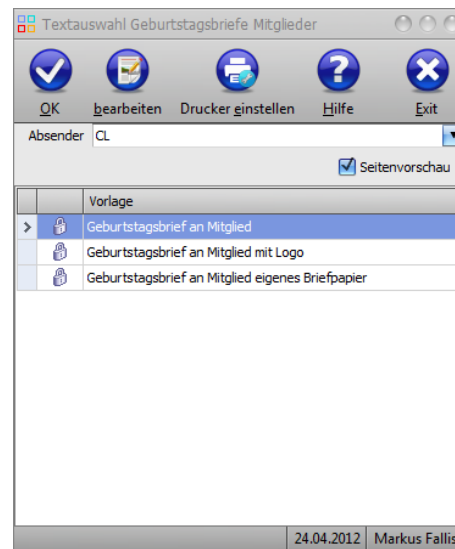 Textauswahl Geburtstagsbriefe Mitglieder
OK bearbeiten Drucker einstellen Hilfe Exit
Absender CL
Seitenvorschau
Vorlage
Geburtstagsbrief an Mitglied
Geburtstagsbrief an Mitglied mit Logo
Geburtstagsbrief an Mitglied eigenes Briefpapier
24.04.2012 Markus Fallis